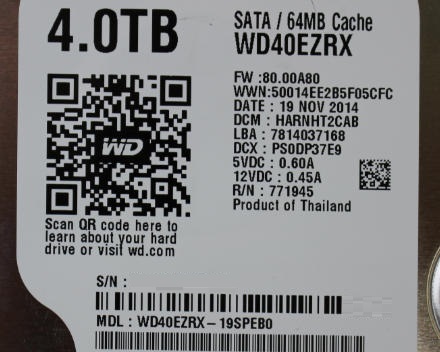 4.0TB
SATA / 64MB Cache
WD40EZRX
FW :80.00A80
WWN:50014EE2B5F05CFC
DATE : 19 NOV 2014
DCM : HARNHT2CAB
LBA : 7814037168
DCX : PS0DP37E9
5VDC : 0.60A
12VDC : 0.45A
R/N : 771945
Product of Thailand
WD
Scan QR code here to
learn about your hard
drive or visit wd.com
S/N :
MDL : WD40EZRX-19SPEB0